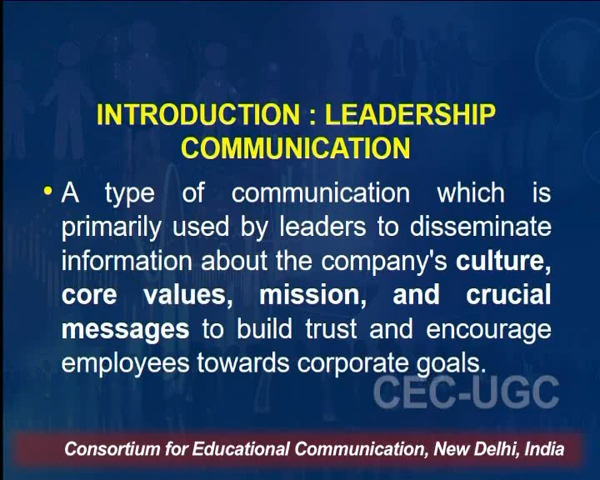 INTRODUCTION : LEADERSHIP
COMMUNICATION
• A type of communication which is
primarily used by leaders to disseminate
information about the company's culture,
core values, mission, and crucial
messages to build trust and encourage
employees towards corporate goals.
CEC-UGC
Consortium for Educational Communication, New Delhi, India